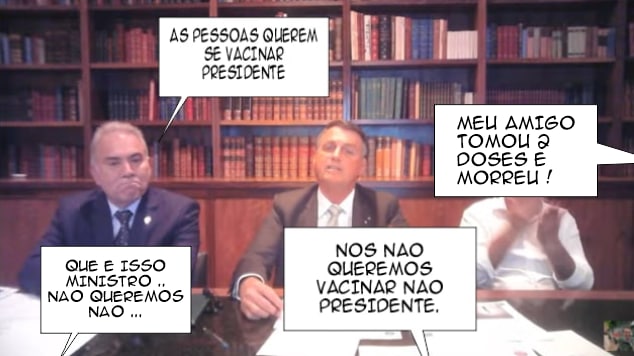 AS PESSOAS QUEREM
SE VACINAR
PRESIDENTE
MEU AMIGO
TOMOU 2
DOSES E
MORREU !
QUE E ISSO
MINISTRO ..
NAO QUEREMOS
NAO ...
NOS NAO
QUEREMOS
VACINAR NAO
PRESIDENTE.